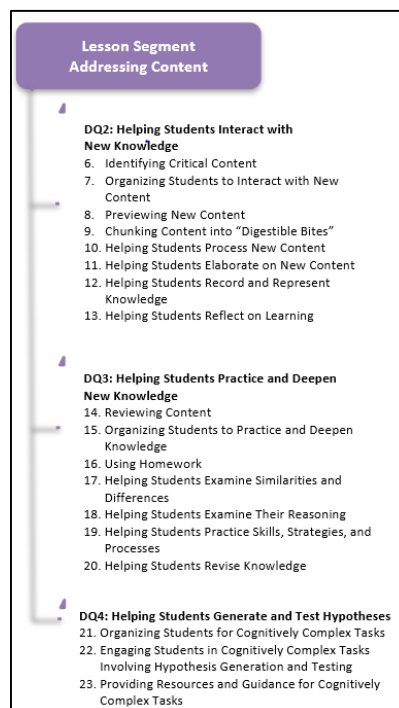 Lesson Segment
Addressing Content
DQ2: Helping Students Interact with
New Knowledge
6. Identifying Critical Content
7. Organizing Students to Interact with New
Content
8. Previewing New Content
9. Chunking Content into “Digestible Bites”
10. Helping Students Process New Content
11. Helping Students Elaborate on New Content
12. Helping Students Record and Represent
Knowledge
13. Helping Students Reflect on Learning
DQ3: Helping Students Practice and Deepen
New Knowledge
14. Reviewing Content
15. Organizing Students to Practice and Deepen
Knowledge
16. Using Homework
17. Helping Students Examine Similarities and
Differences
18. Helping Students Examine Their Reasoning
19. Helping Students Practice Skills, Strategies, and
Processes
20. Helping Students Revise Knowledge
DQ4: Helping Students Generate and Test Hypotheses
21. Organizing Students for Cognitively Complex Tasks
22. Engaging Students in Cognitively Complex Tasks
Involving Hypothesis Generation and Testing
23. Providing Resources and Guidance for Cognitively
Complex Tasks